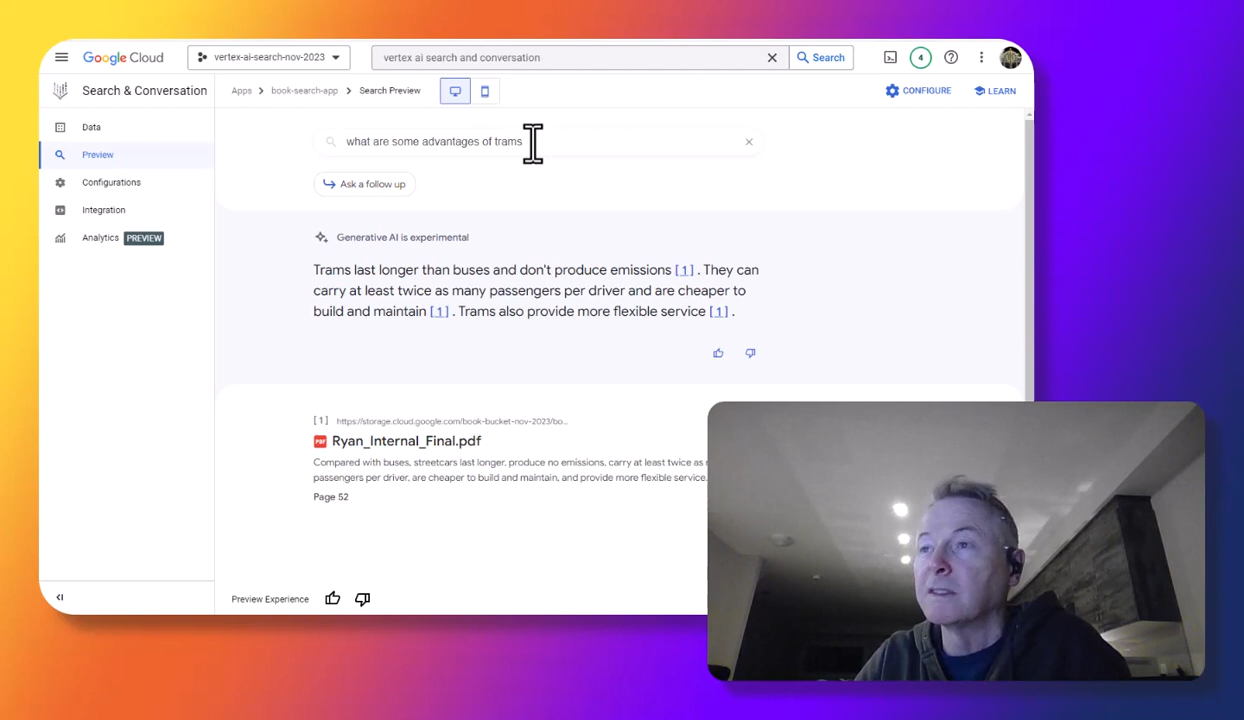 Google Cloud
vertex-ai-search-nov-2023
vertex ai search and conversation
Search
4
Search & Conversation
Apps
book-search-app
Search Preview
CONFIGURE
LEARN
Data
Preview
Configurations
Integration
Analytics PREVIEW
what are some advantages of trams
Ask a follow up
Generative AI is experimental
Trams last longer than buses and don't produce emissions [1] . They can
carry at least twice as many passengers per driver and are cheaper to
build and maintain [1] . Trams also provide more flexible service [1] .
[1] https://storage.cloud.google.com/book-bucket-nov-2023/bo...
PDF Ryan_Internal_Final.pdf
Compared with buses, streetcars last longer, produce no emissions, carry at least twice as
passengers per driver, are cheaper to build and maintain, and provide more flexible service.
Page 52
Preview Experience